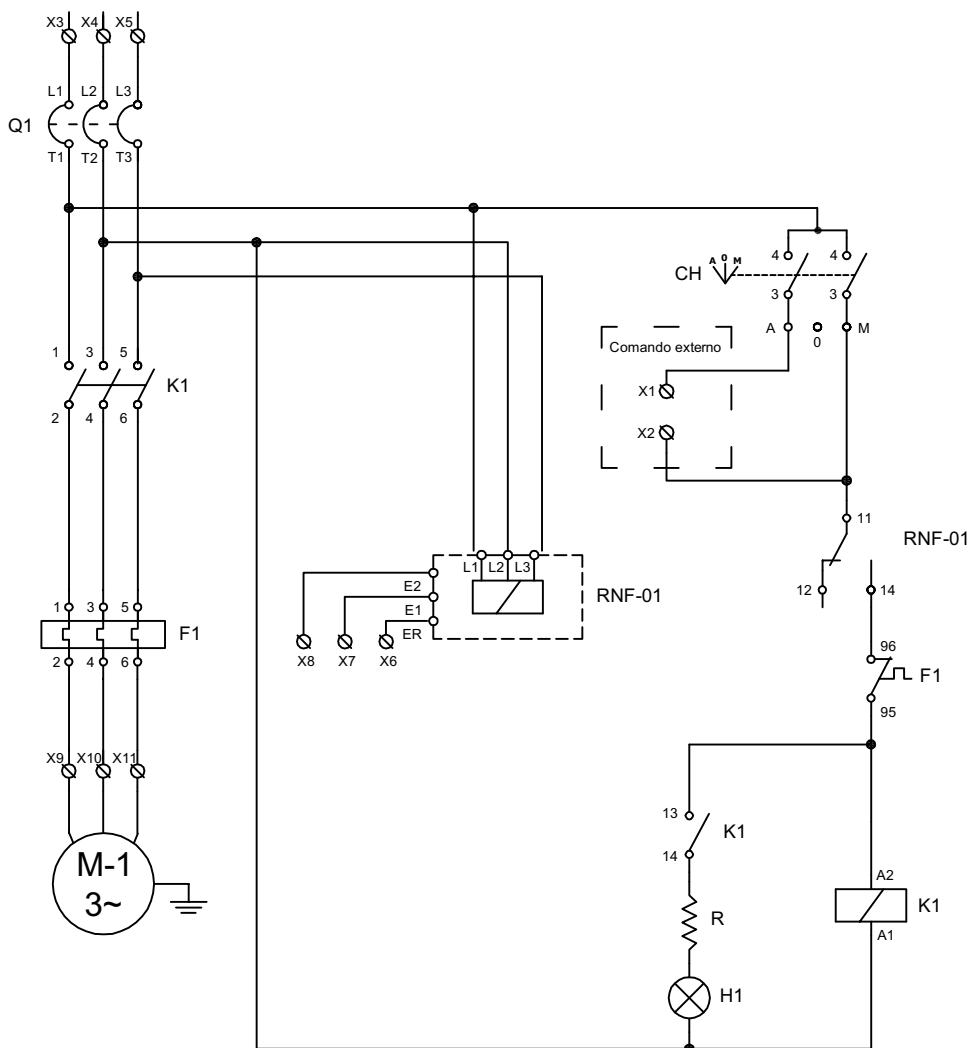 X3 X4 X5
L1 L2 L3
Q1
T1 T2 T3
A 0 M
CH
4 4
3 3
A 0 M
Comando externo
X1
X2
1 3 5
K1
2 4 6
11
RNF-01
12 14
L1 L2 L3
E2
E1
ER
RNF-01
X8 X7 X6
1 3 5
F1
2 4 6
96
F1
95
X9 X10 X11
M-1
3~
13
K1
14
R
H1
A2
K1
A1